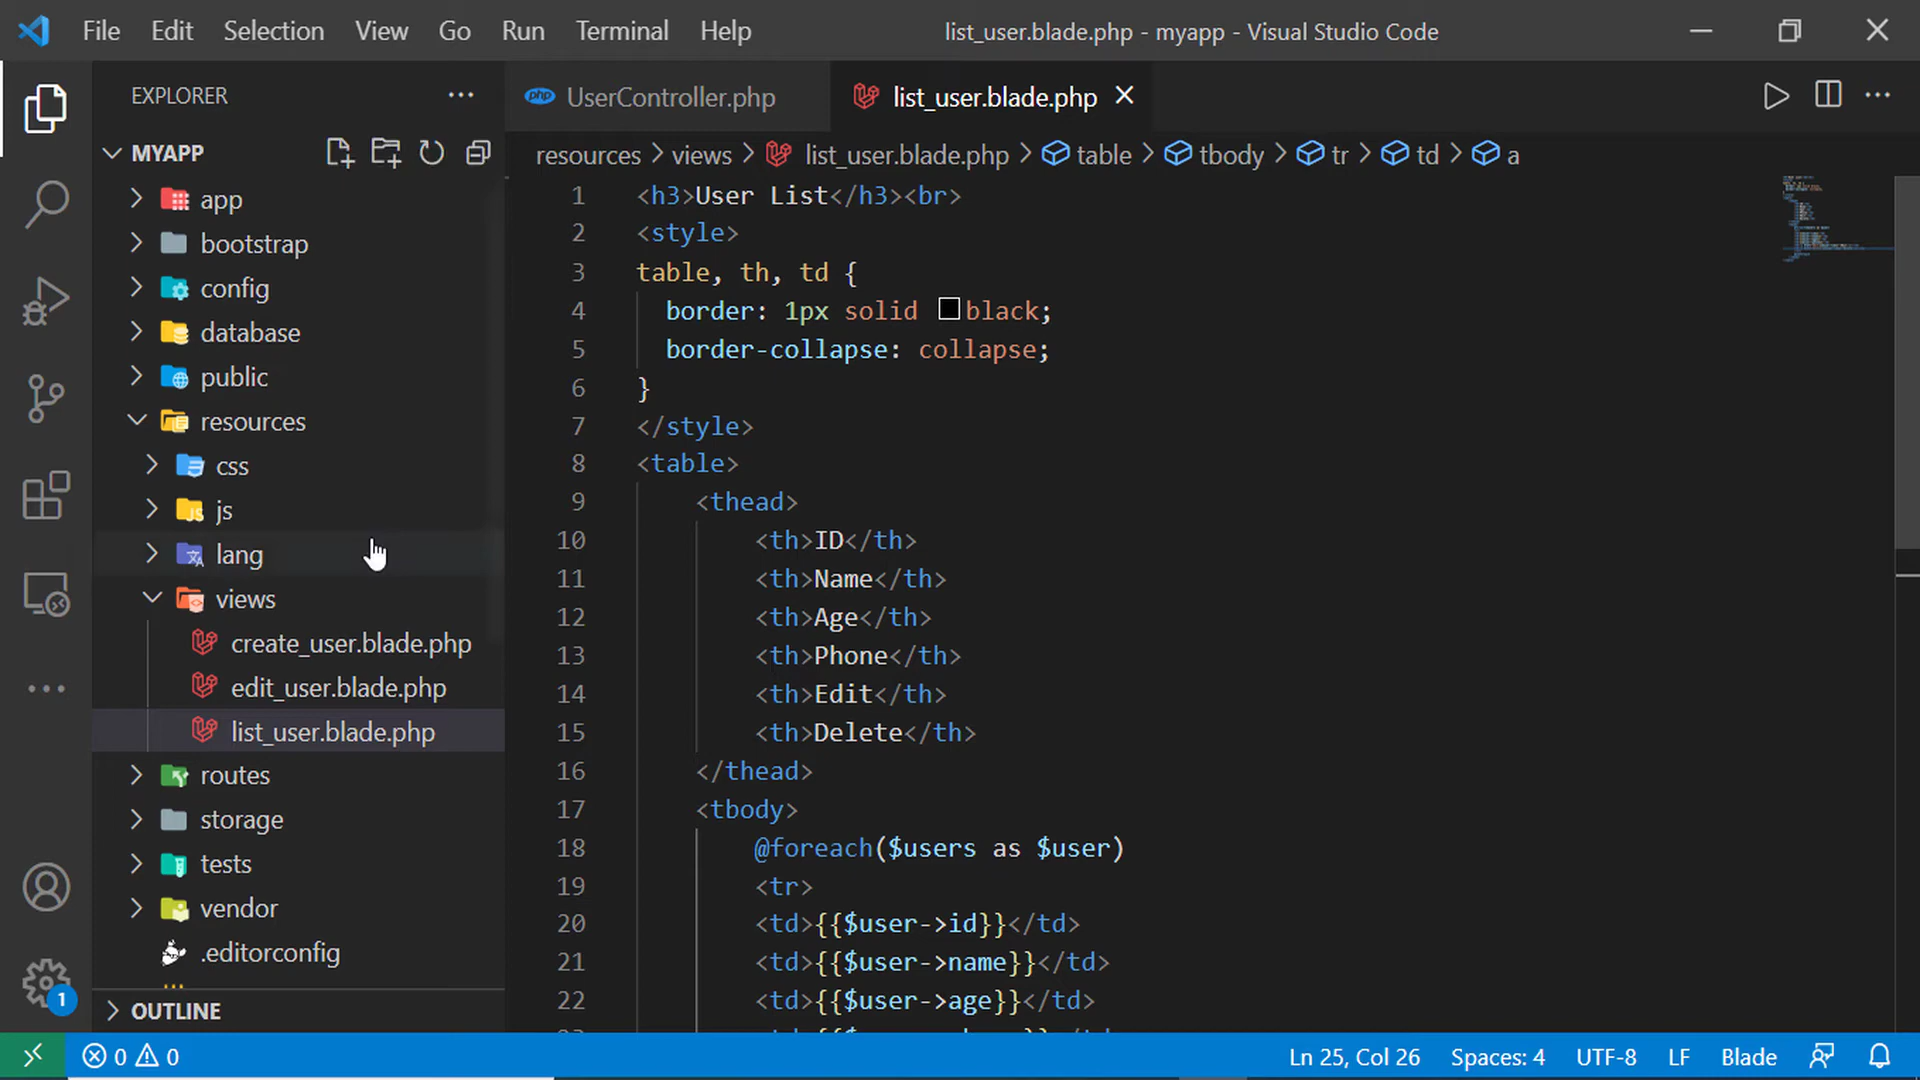 File Edit Selection View Go Run Terminal Help
list_user.blade.php - myapp - Visual Studio Code
EXPLORER
MYAPP
app
bootstrap
config
database
public
resources
css
js
lang
views
create_user.blade.php
edit_user.blade.php
list_user.blade.php
routes
storage
tests
vendor
.editorconfig
OUTLINE
UserController.php
list_user.blade.php
resources > views > list_user.blade.php > table > tbody > tr > td > a
1 <h3>User List</h3><br>
2 <style>
3 table, th, td {
4 border: 1px solid black;
5 border-collapse: collapse;
6 }
7 </style>
8 <table>
9 <thead>
10 <th>ID</th>
11 <th>Name</th>
12 <th>Age</th>
13 <th>Phone</th>
14 <th>Edit</th>
15 <th>Delete</th>
16 </thead>
17 <tbody>
18 @foreach($users as $user)
19 <tr>
20 <td>{{$user->id}}</td>
21 <td>{{$user->name}}</td>
22 <td>{{$user->age}}</td>
1
0 0
Ln 25, Col 26 Spaces: 4 UTF-8 LF Blade